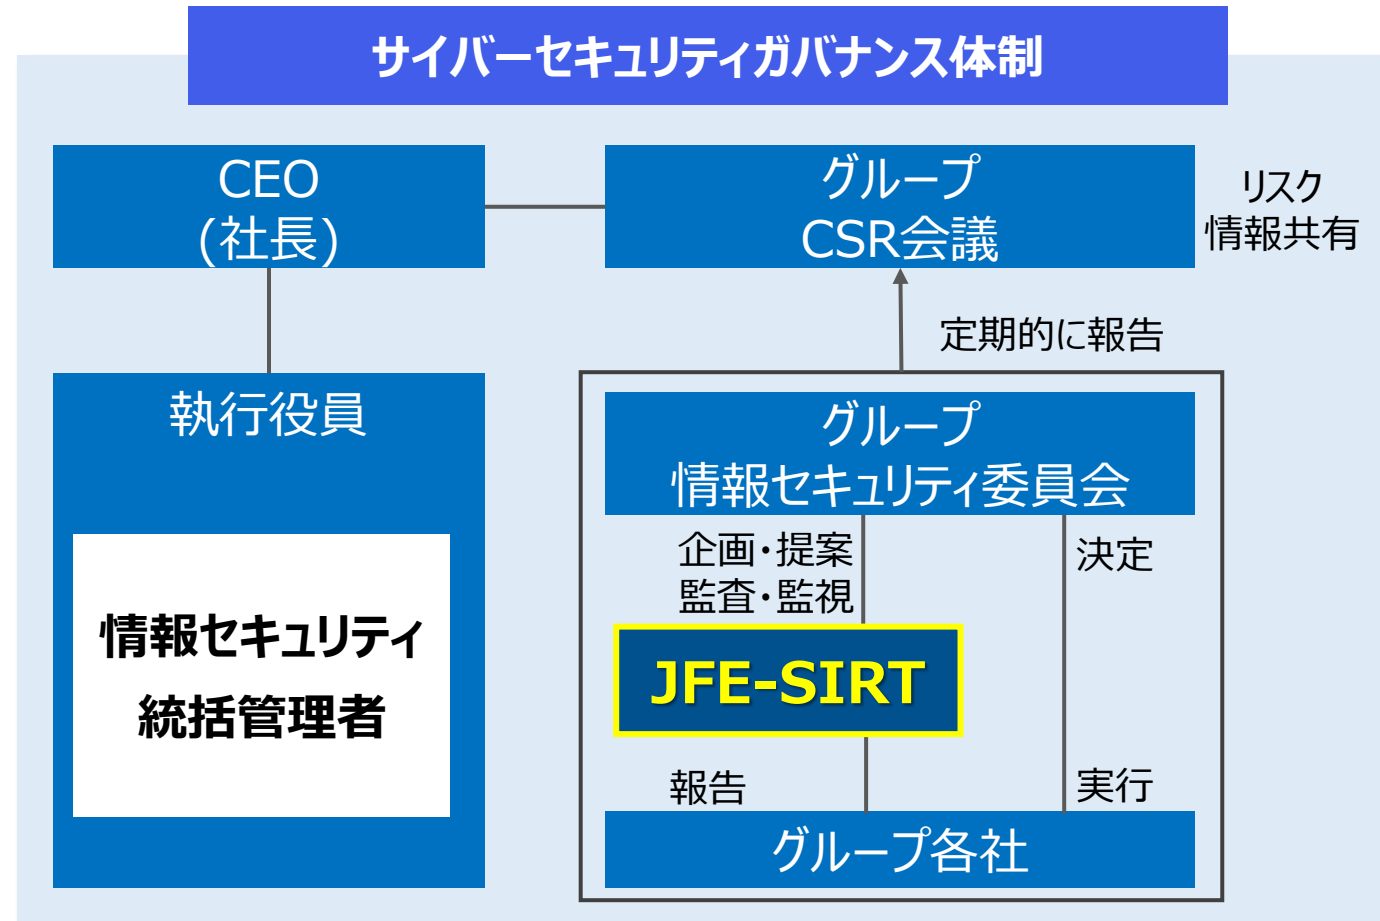 サイバーセキュリティガバナンス体制
CEO
(社長)
グループ
CSR会議
リスク
情報共有
定期的に報告
執行役員
情報セキュリティ
統括管理者
グループ
情報セキュリティ委員会
企画・提案
監査・監視
決定
JFE-SIRT
報告
実行
グループ各社